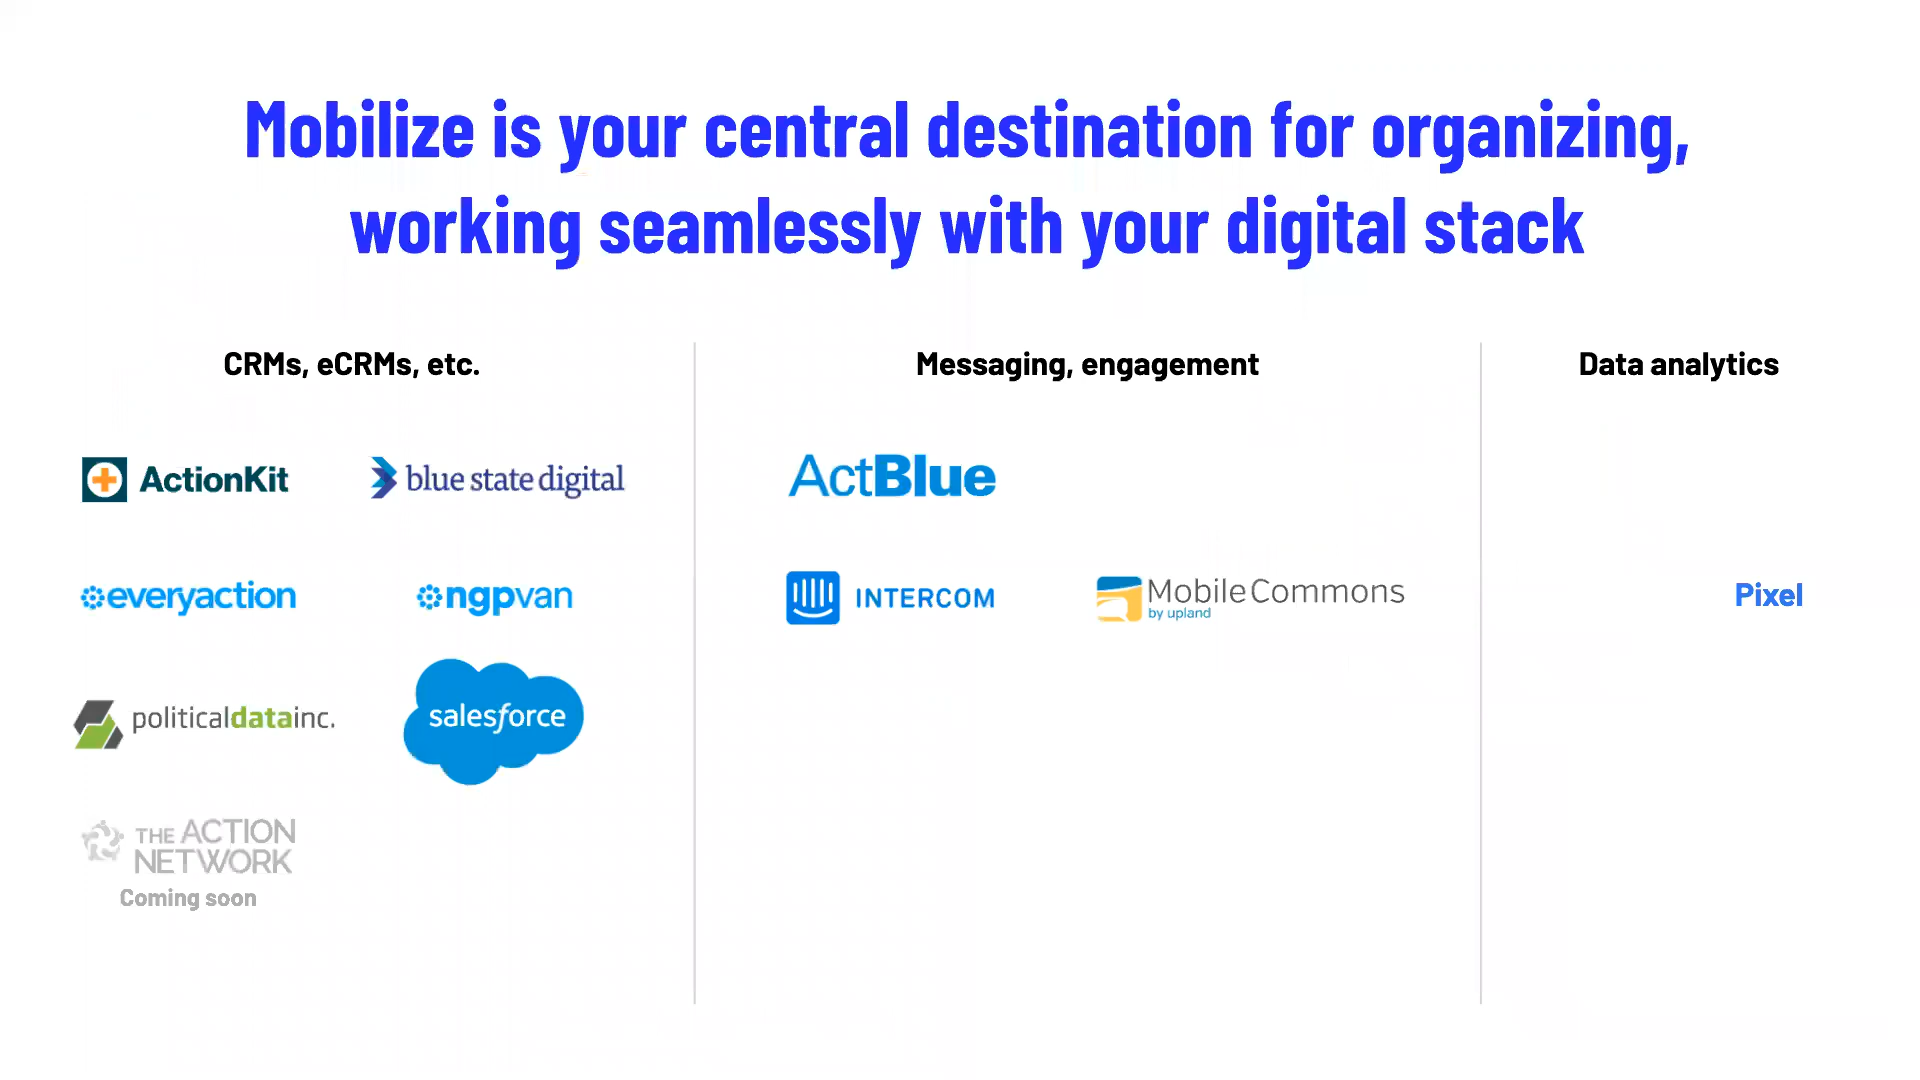 Mobilize is your central destination for organizing,
working seamlessly with your digital stack
CRMs, eCRMs, etc.
ActionKit
blue state digital
everyaction
ngpvan
politicaldatainc.
salesforce
THE ACTION
NETWORK
Coming soon
Messaging, engagement
ActBlue
INTERCOM
MobileCommons
by upland
Data analytics
Pixel